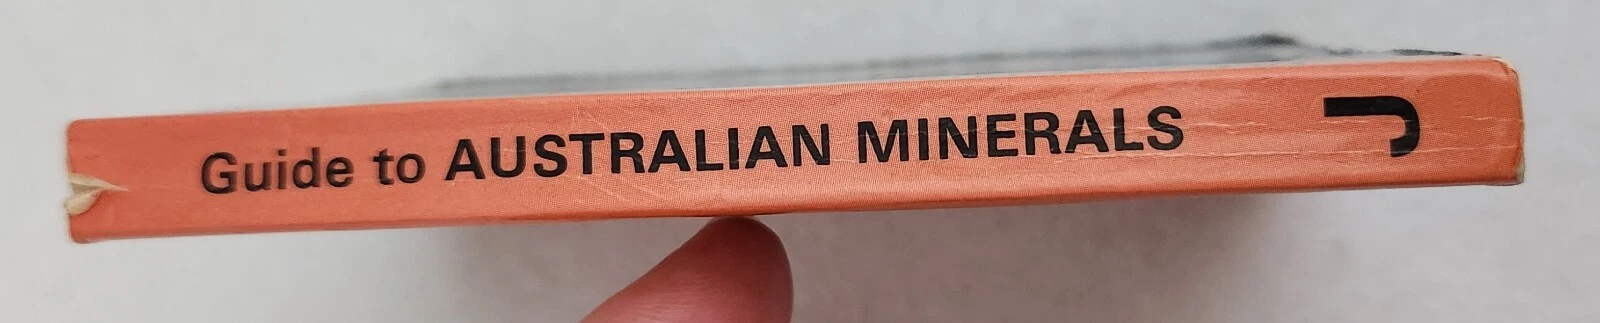 Guide to AUSTRALIAN MINERALS
J